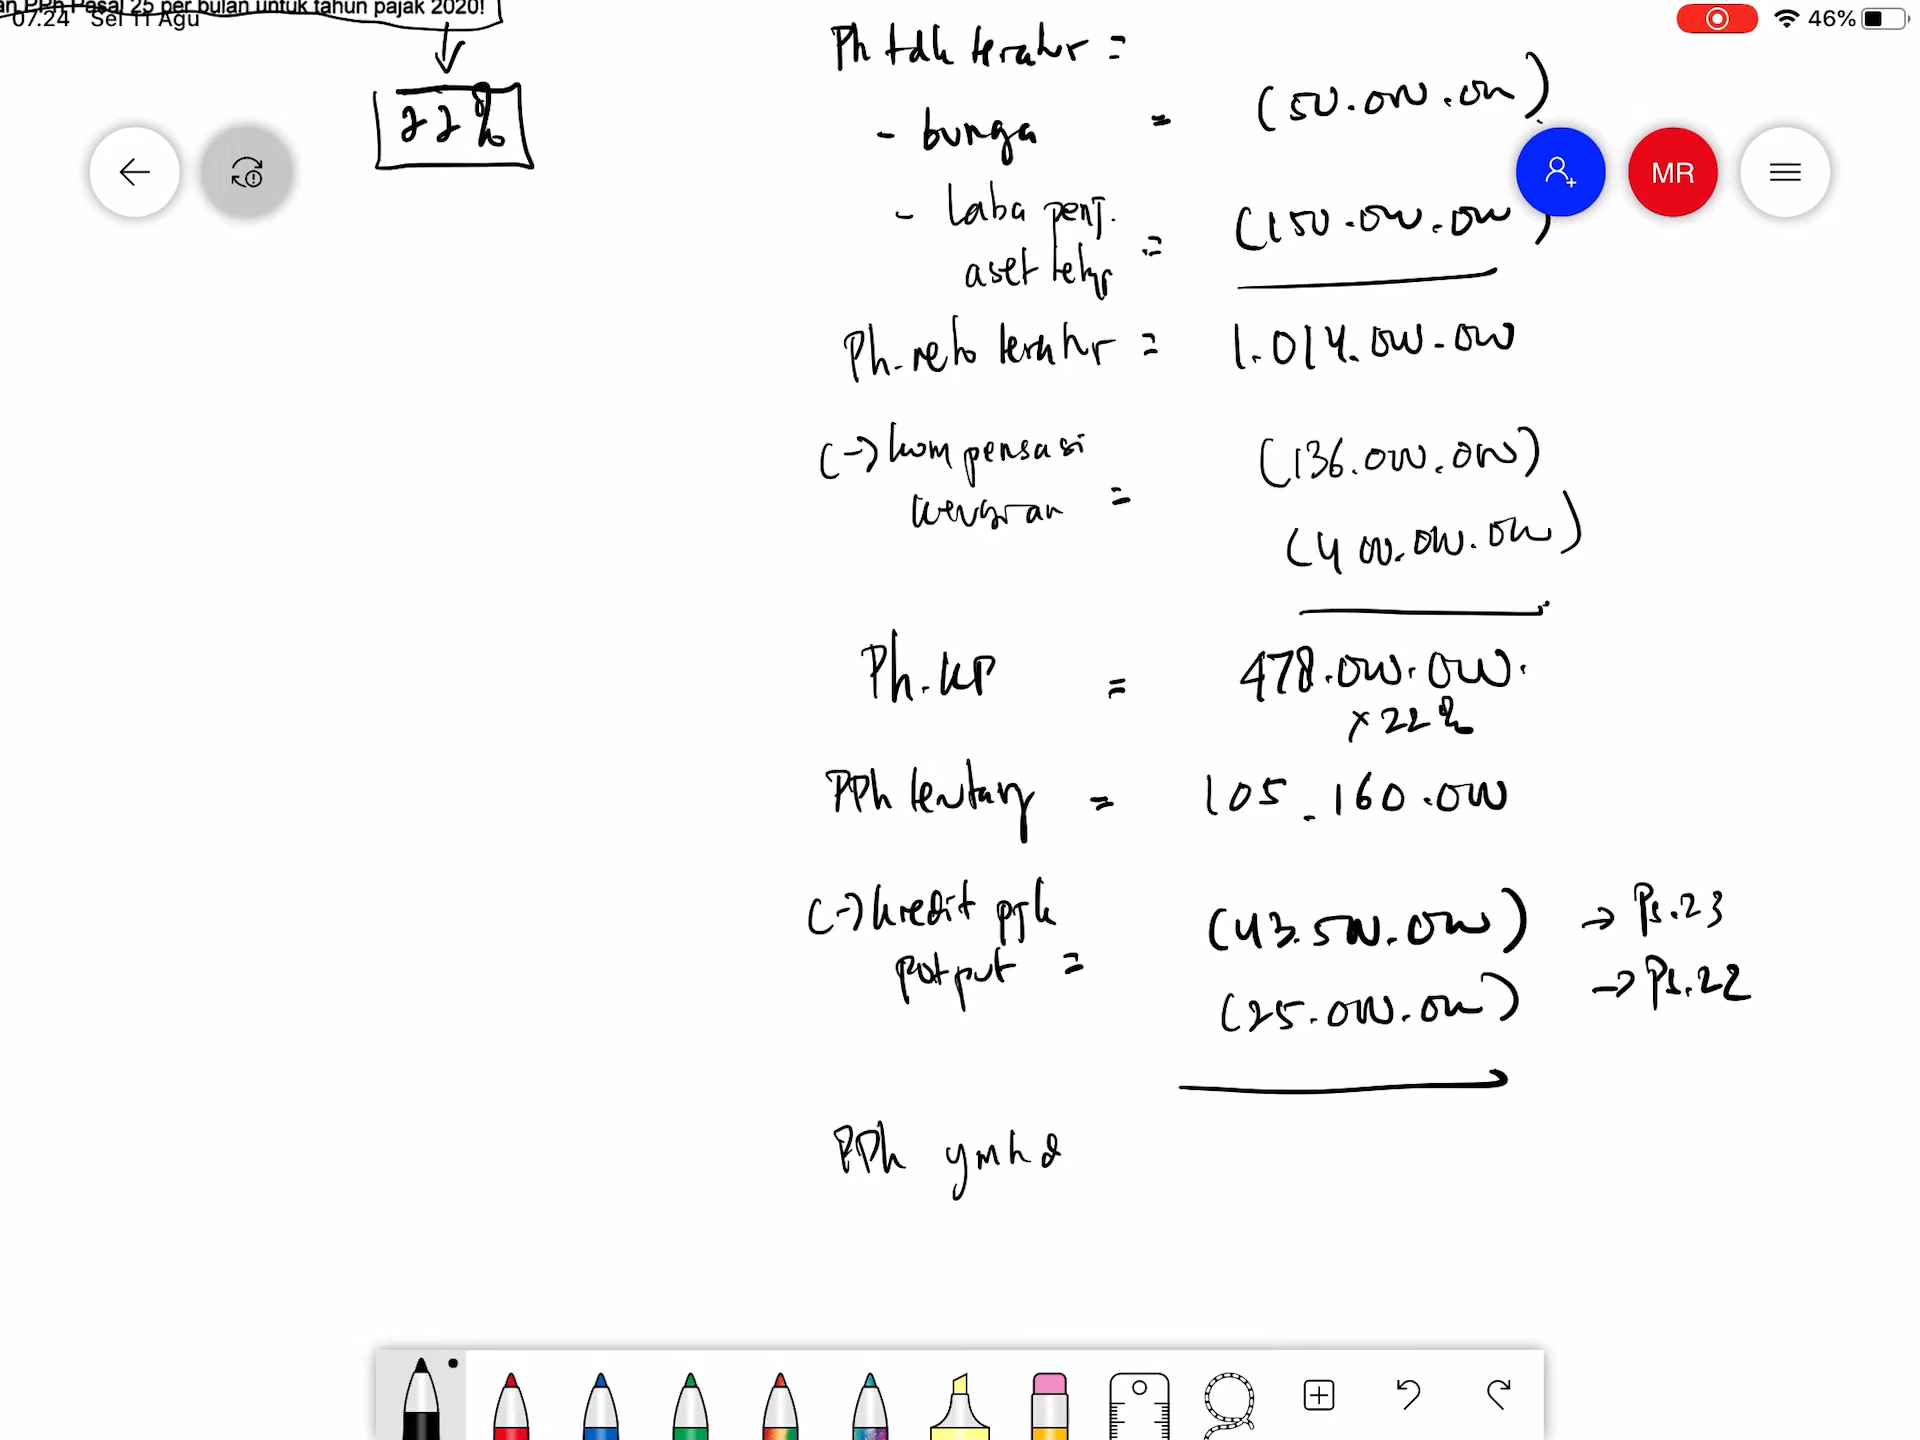 an PPh Pasal 25 per bulan untuk tahun pajak 2020!
07.24 Sel 11 Agu
46%
22%
MR
Ph tdk teratur =
- bunga = (50.000.000)
- Laba penj.
aset tetap = (150.000.000)
Ph. neto teratur = 1.014.000.000
(-) kompensasi (136.000.000)
kerugian = (400.000.000)
Ph.KP = 478.000.000.
x 22%
PPh terutang = 105.160.000
(-) kredit pjk (43.500.000) → Ps.23
potput = (25.000.000) → Ps.22
PPh ymhd